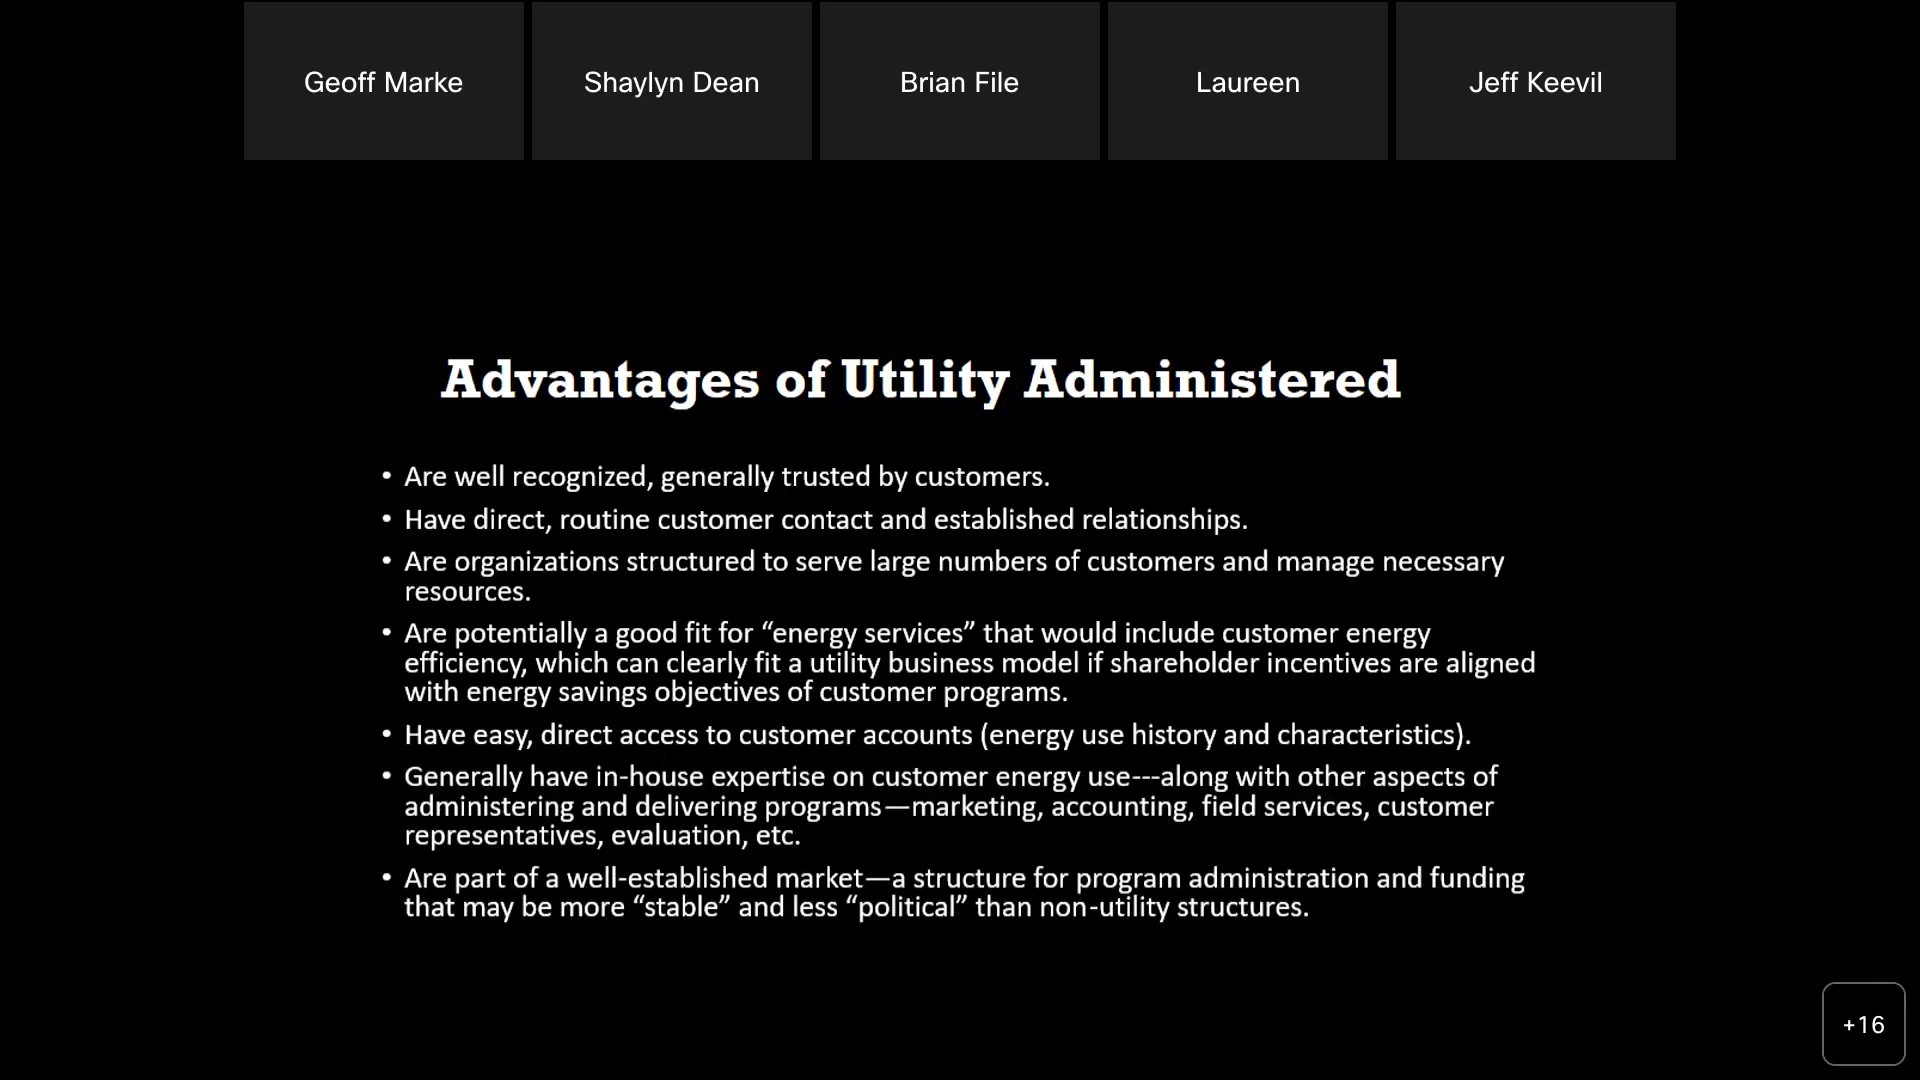 Geoff Marke
Shaylyn Dean
Brian File
Laureen
Jeff Keevil
Advantages of Utility Administered
• Are well recognized, generally trusted by customers.
• Have direct, routine customer contact and established relationships.
• Are organizations structured to serve large numbers of customers and manage necessary
resources.
• Are potentially a good fit for “energy services” that would include customer energy
efficiency, which can clearly fit a utility business model if shareholder incentives are aligned
with energy savings objectives of customer programs.
• Have easy, direct access to customer accounts (energy use history and characteristics).
• Generally have in-house expertise on customer energy use---along with other aspects of
administering and delivering programs—marketing, accounting, field services, customer
representatives, evaluation, etc.
• Are part of a well-established market—a structure for program administration and funding
that may be more “stable” and less “political” than non-utility structures.
+16